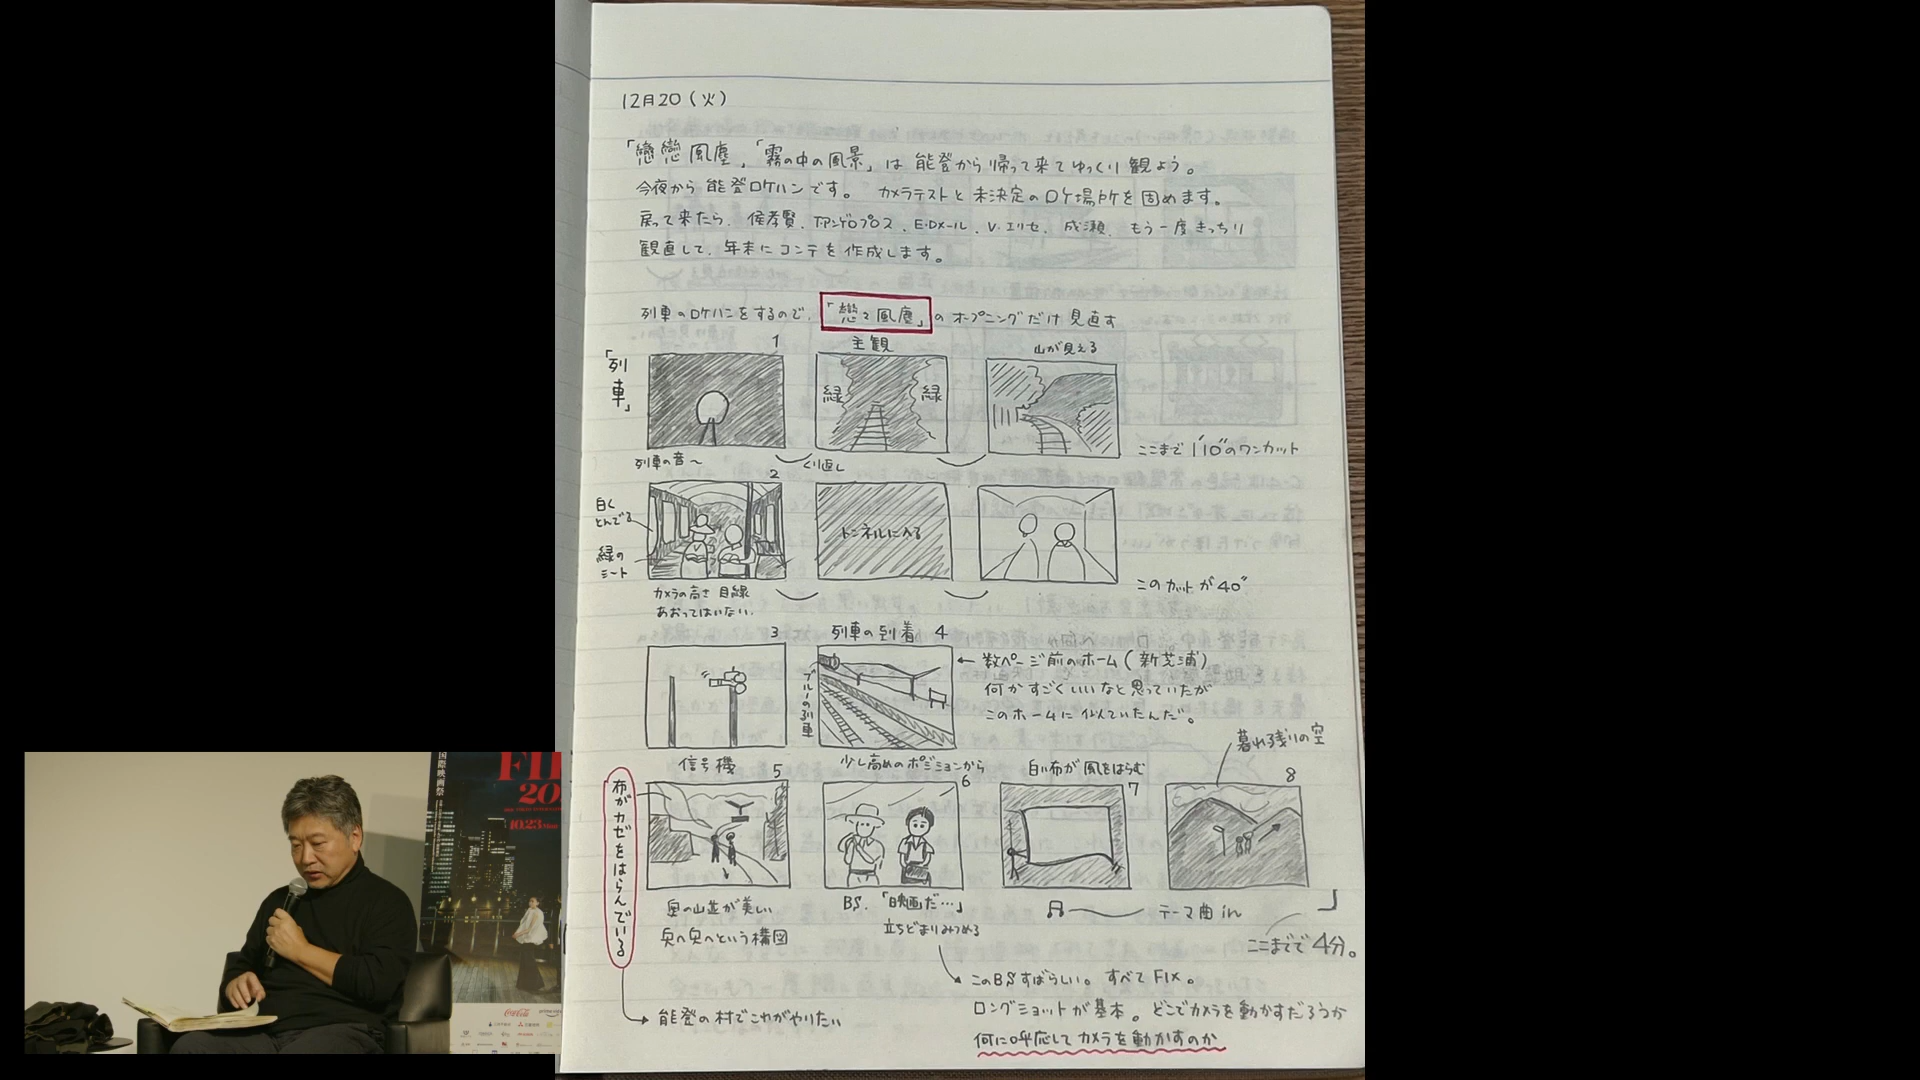 12月20(火)
「戀戀風塵」「霧の中の風景」は能登から帰って来てゆっくり観よう。
今夜から能登ロケハンです。 カメラテストと未決定のロケ場所を固めます。
戻って来たら、侯孝賢、アンゲロプロス、E・ロメール、V・エリセ、成瀬、もう一度きっちり
観直して、年末にコンテを作成します。
列車のロケハンをするので、「戀々風塵」のオープニングだけ見直す
「列車」
1
主観
山が見える
緑
緑
列車の音〜
くり返し
ここまで1'10"のワンカット
2
白くとんでる
緑のシート
トンネルに入る
カメラの高さ 目線
あおってはいない。
このカットが40"
3
列車の到着 4
ブルーの列車
← 数ページ前のホーム(新芝浦)
何かすごくいいなと思っていたが
このホームに似ていたんだ。
信号機
少し高めのポジションから
白い布が風をはらむ
暮れ残りの空
5
6
7
8
布がカゼをはらんでいる
奥の山並が美しい
奥へ奥へという構図
BS.「映画だ…」
立ちどまりみつめる
テーマ曲in
ここまでで4分。
このBSすばらしい。すべてFIX。
ロングショットが基本。どこでカメラを動かすだろうか
何に呼応してカメラを動かすのか
能登の村でこれがやりたい
国際映画祭
FI
20
10.23
Coca-Cola